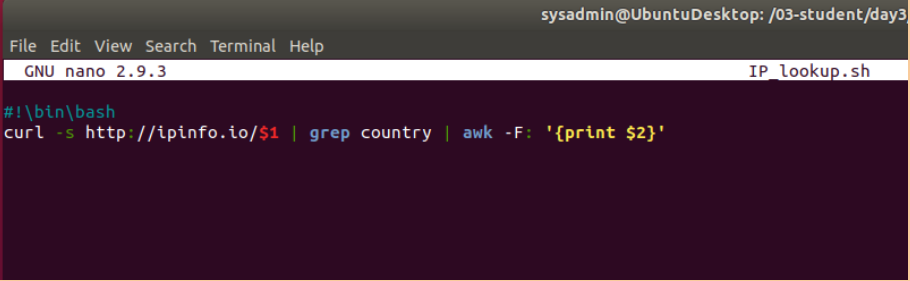 sysadmin@UbuntuDesktop: /03-student/day3/
File Edit View Search Terminal Help
GNU nano 2.9.3 IP_lookup.sh
#!\bin\bash
curl -s http://ipinfo.io/$1 | grep country | awk -F: '{print $2}'